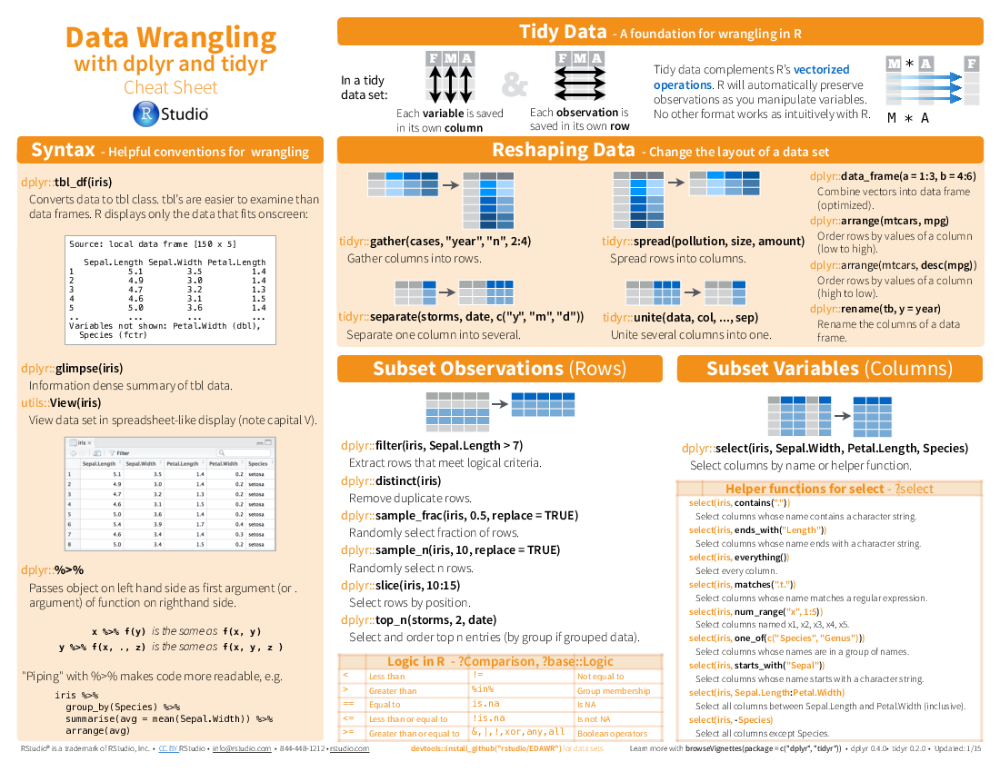 Data Wrangling
with dplyr and tidyr
Cheat Sheet
R Studio®
Syntax - Helpful conventions for wrangling
dplyr::tbl_df(iris)
Converts data to tbl class. tbl's are easier to examine than
data frames. R displays only the data that fits onscreen:
Source: local data frame [150 x 5]
Sepal.Length Sepal.Width Petal.Length
1 5.1 3.5 1.4
2 4.9 3.0 1.4
3 4.7 3.2 1.3
4 4.6 3.1 1.5
5 5.0 3.6 1.4
.. ... ... ...
Variables not shown: Petal.Width (dbl),
Species (fctr)
dplyr::glimpse(iris)
Information dense summary of tbl data.
utils::View(iris)
View data set in spreadsheet-like display (note capital V).
iris ×
Filter
Sepal.Length Sepal.Width Petal.Length Petal.Width Species
1 5.1 3.5 1.4 0.2 setosa
2 4.9 3.0 1.4 0.2 setosa
3 4.7 3.2 1.3 0.2 setosa
4 4.6 3.1 1.5 0.2 setosa
5 5.0 3.6 1.4 0.2 setosa
6 5.4 3.9 1.7 0.4 setosa
7 4.6 3.4 1.4 0.3 setosa
8 5.0 3.4 1.5 0.2 setosa
dplyr::%>%
Passes object on left hand side as first argument (or .
argument) of function on righthand side.
x %>% f(y) is the same as f(x, y)
y %>% f(x, ., z) is the same as f(x, y, z )
"Piping" with %>% makes code more readable, e.g.
iris %>%
group_by(Species) %>%
summarise(avg = mean(Sepal.Width)) %>%
arrange(avg)
Tidy Data - A foundation for wrangling in R
In a tidy
data set:
F M A
Each variable is saved
in its own column
&
F M A
Each observation is
saved in its own row
Tidy data complements R's vectorized
operations. R will automatically preserve
observations as you manipulate variables.
No other format works as intuitively with R.
M * A F
M * A
Reshaping Data - Change the layout of a data set
tidyr::gather(cases, "year", "n", 2:4)
Gather columns into rows.
tidyr::spread(pollution, size, amount)
Spread rows into columns.
tidyr::separate(storms, date, c("y", "m", "d"))
Separate one column into several.
tidyr::unite(data, col, ..., sep)
Unite several columns into one.
dplyr::data_frame(a = 1:3, b = 4:6)
Combine vectors into data frame
(optimized).
dplyr::arrange(mtcars, mpg)
Order rows by values of a column
(low to high).
dplyr::arrange(mtcars, desc(mpg))
Order rows by values of a column
(high to low).
dplyr::rename(tb, y = year)
Rename the columns of a data
frame.
Subset Observations (Rows)
dplyr::filter(iris, Sepal.Length > 7)
Extract rows that meet logical criteria.
dplyr::distinct(iris)
Remove duplicate rows.
dplyr::sample_frac(iris, 0.5, replace = TRUE)
Randomly select fraction of rows.
dplyr::sample_n(iris, 10, replace = TRUE)
Randomly select n rows.
dplyr::slice(iris, 10:15)
Select rows by position.
dplyr::top_n(storms, 2, date)
Select and order top n entries (by group if grouped data).
Logic in R - ?Comparison, ?base::Logic
< Less than != Not equal to
> Greater than %in% Group membership
== Equal to is.na Is NA
<= Less than or equal to !is.na Is not NA
>= Greater than or equal to &,|,!,xor,any,all Boolean operators
Subset Variables (Columns)
dplyr::select(iris, Sepal.Width, Petal.Length, Species)
Select columns by name or helper function.
Helper functions for select - ?select
select(iris, contains("."))
Select columns whose name contains a character string.
select(iris, ends_with("Length"))
Select columns whose name ends with a character string.
select(iris, everything())
Select every column.
select(iris, matches(".t."))
Select columns whose name matches a regular expression.
select(iris, num_range("x", 1:5))
Select columns named x1, x2, x3, x4, x5.
select(iris, one_of(c("Species", "Genus")))
Select columns whose names are in a group of names.
select(iris, starts_with("Sepal"))
Select columns whose name starts with a character string.
select(iris, Sepal.Length:Petal.Width)
Select all columns between Sepal.Length and Petal.Width (inclusive).
select(iris, -Species)
Select all columns except Species.
RStudio® is a trademark of RStudio, Inc. • CC BY RStudio • info@rstudio.com • 844-448-1212 • rstudio.com
devtools::install_github("rstudio/EDAWR") for data sets
Learn more with browseVignettes(package = c("dplyr", "tidyr")) • dplyr 0.4.0• tidyr 0.2.0 • Updated: 1/15